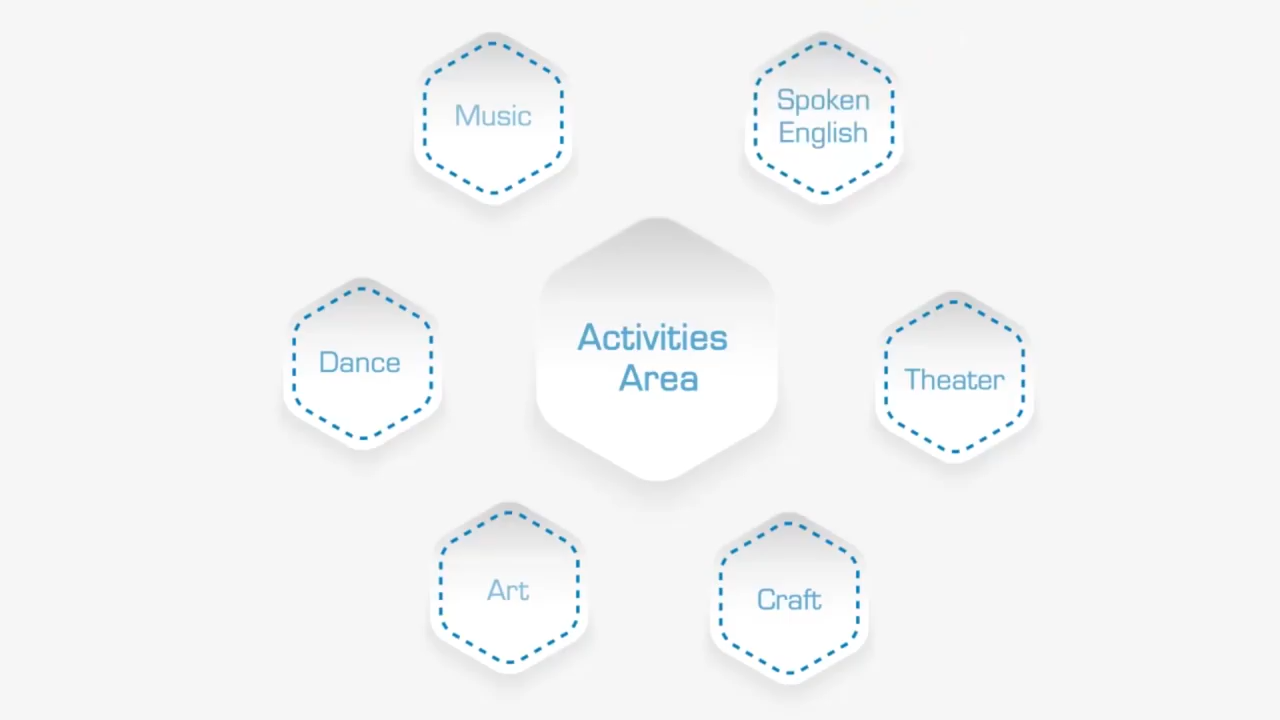 Music
Spoken
English
Activities
Area
Dance
Theater
Art
Craft